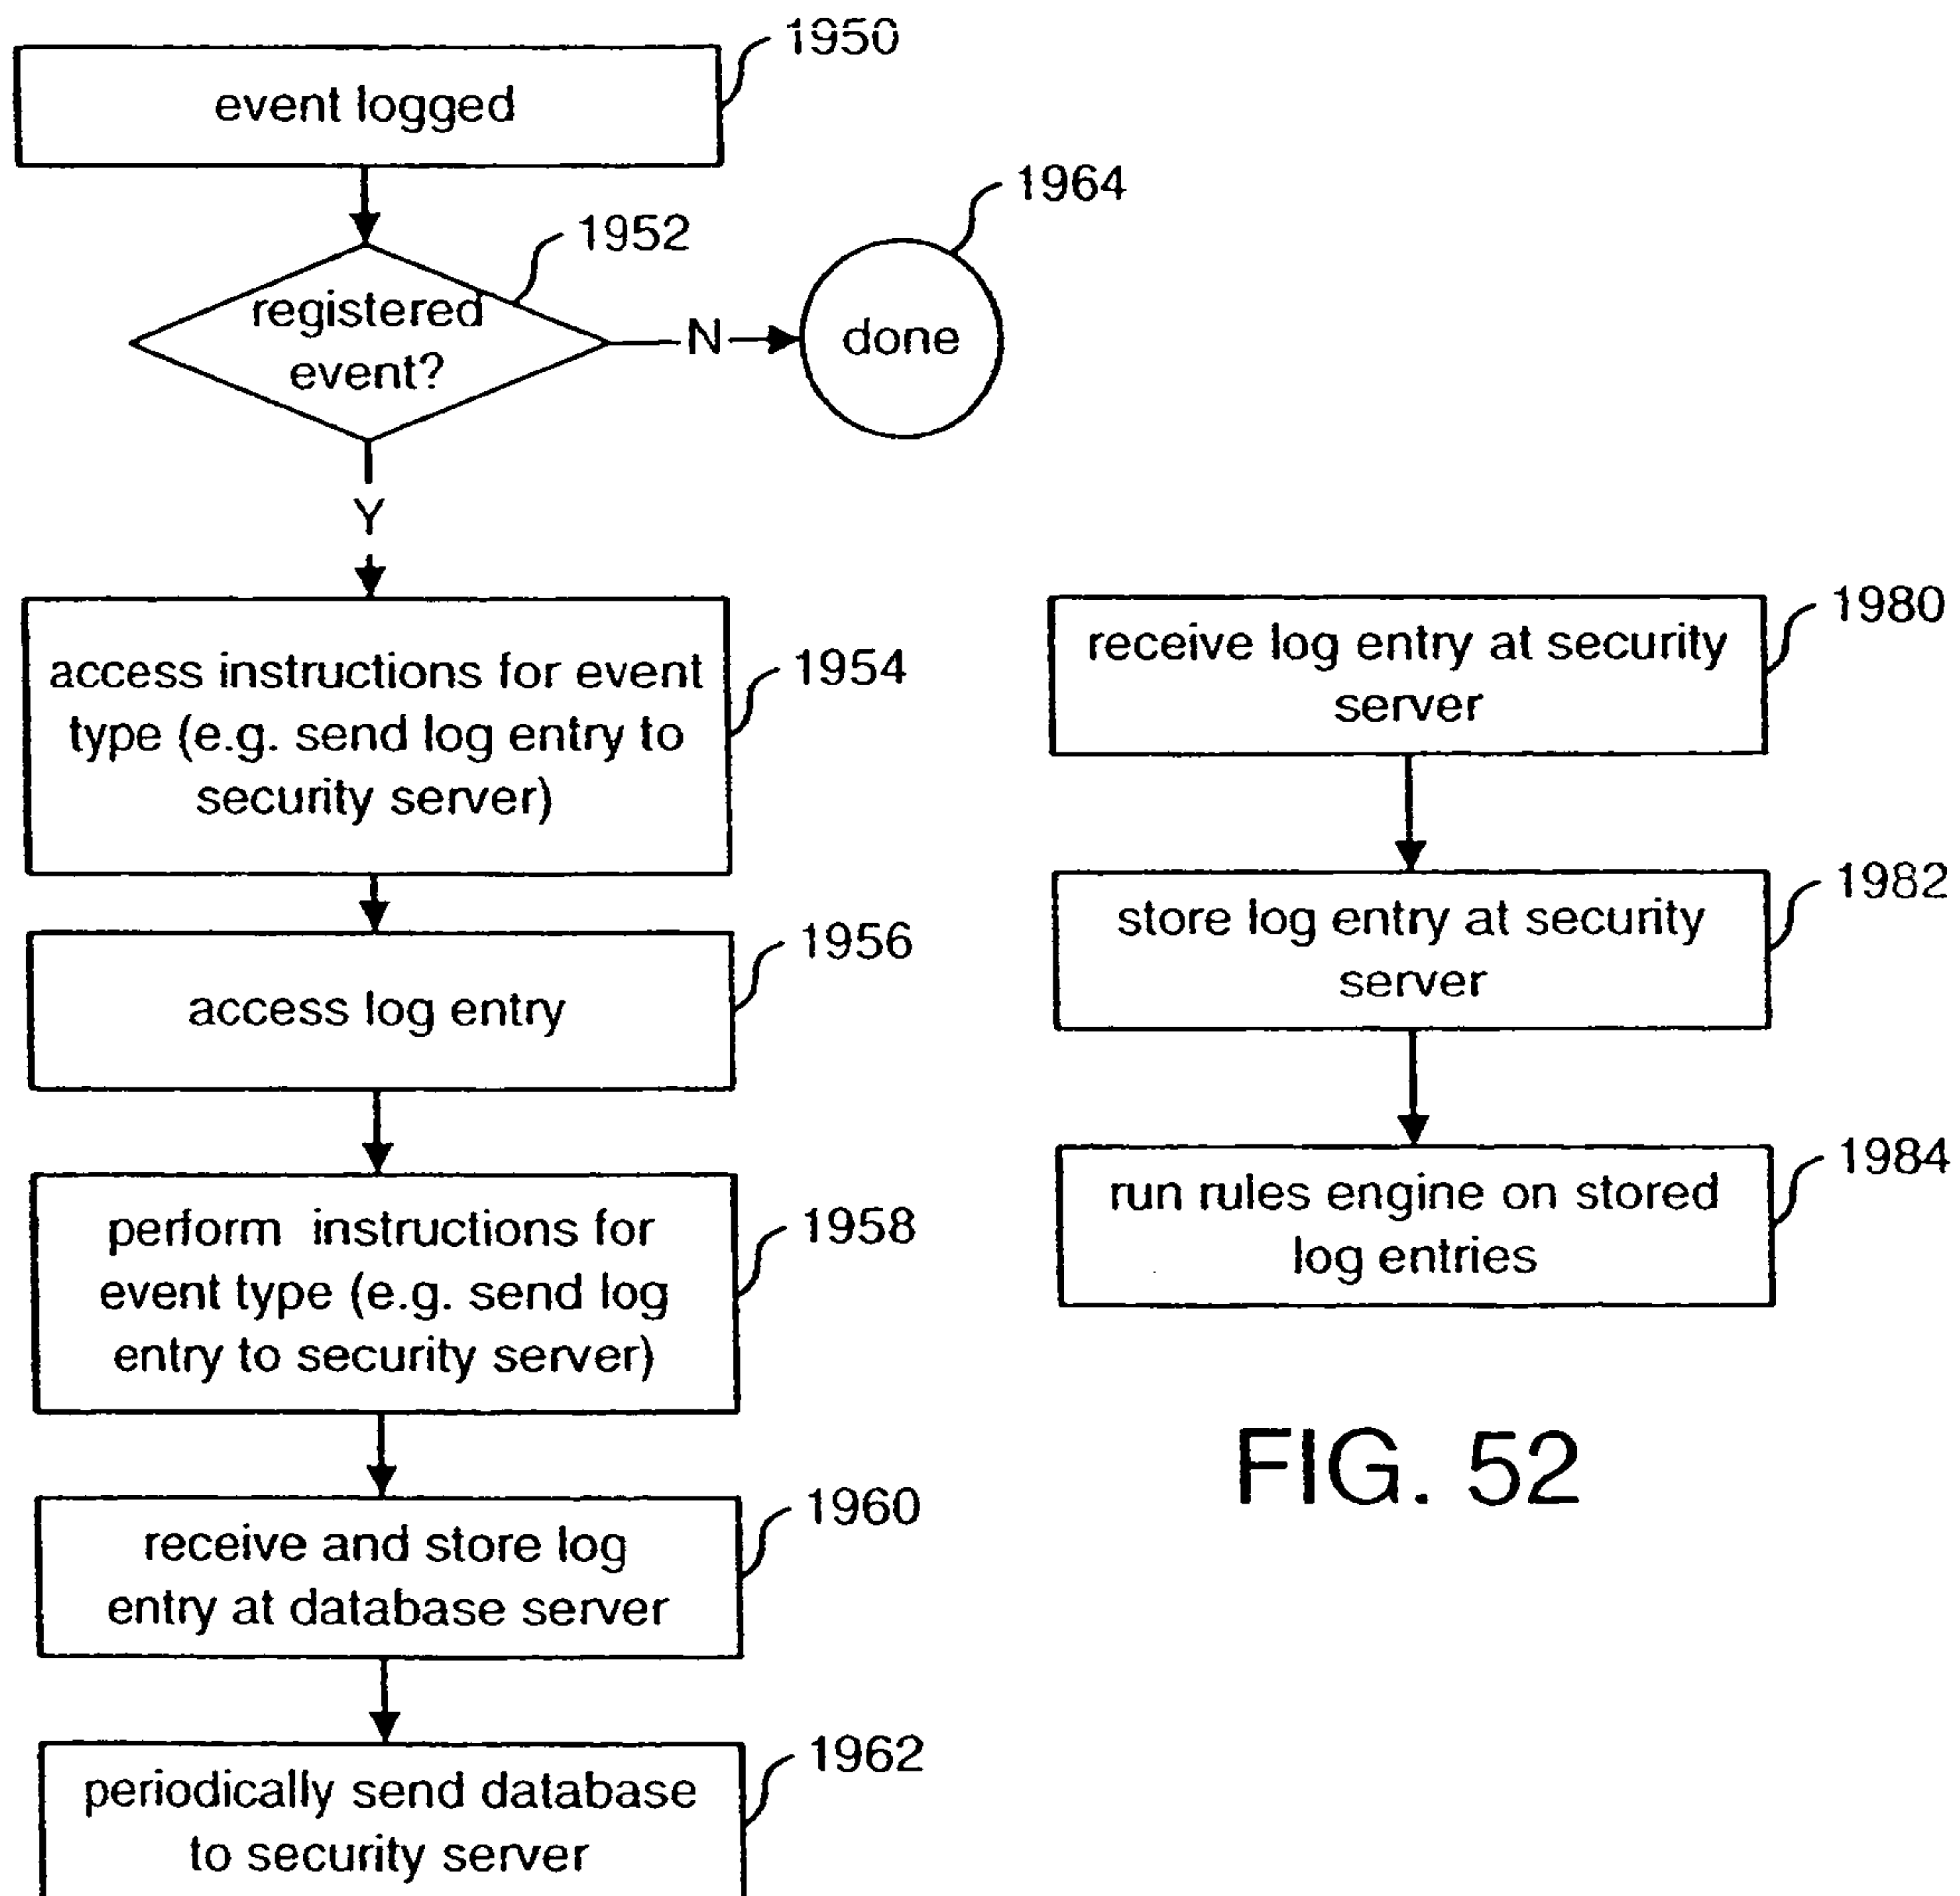 1950
event logged
1964
1952
registered
event?
N
done
Y
access instructions for event
type (e.g. send log entry to
security server)
1954
1956
access log entry
perform instructions for
event type (e.g. send log
entry to security server)
1958
1960
receive and store log
entry at database server
1962
periodically send database
to security server
1980
receive log entry at security
server
1982
store log entry at security
server
1984
run rules engine on stored
log entries
FIG. 52